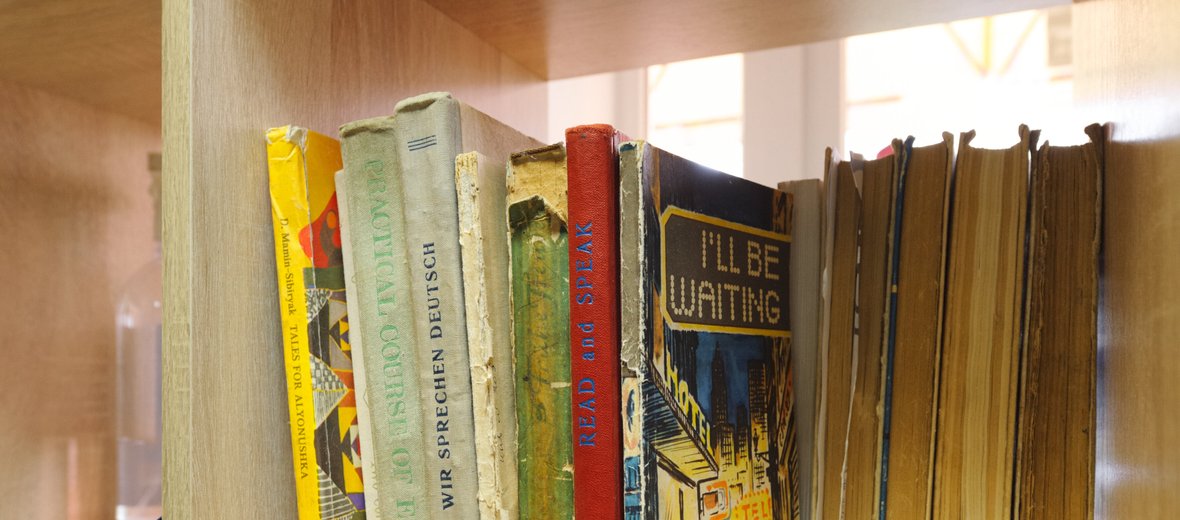 D. Mamin-Sibiryak TALES FOR ALYONUSHKA
PRACTICAL COURSE OF
WIR SPRECHEN DEUTSCH
READ and SPEAK
I'LL BE
WAITING
HOTEL